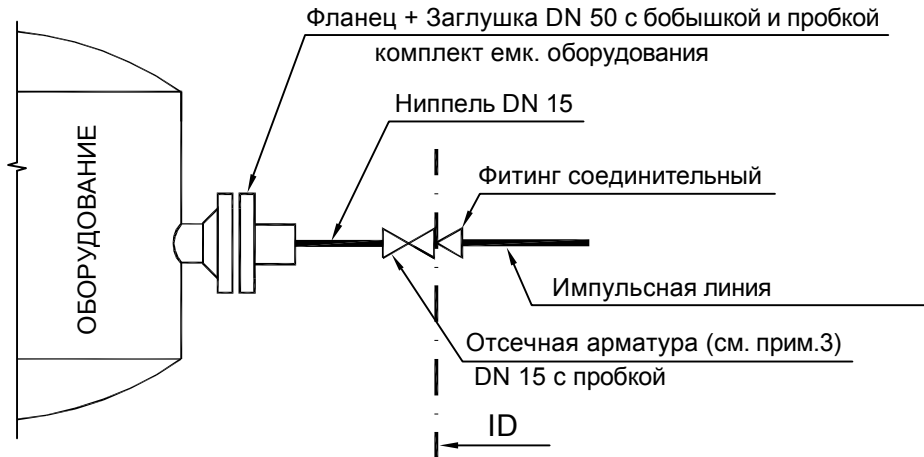 Фланец + Заглушка DN 50 с бобышкой и пробкой
комплект емк. оборудования
Ниппель DN 15
ОБОРУДОВАНИЕ
Фитинг соединительный
Импульсная линия
Отсечная арматура (см. прим.3)
DN 15 с пробкой
ID